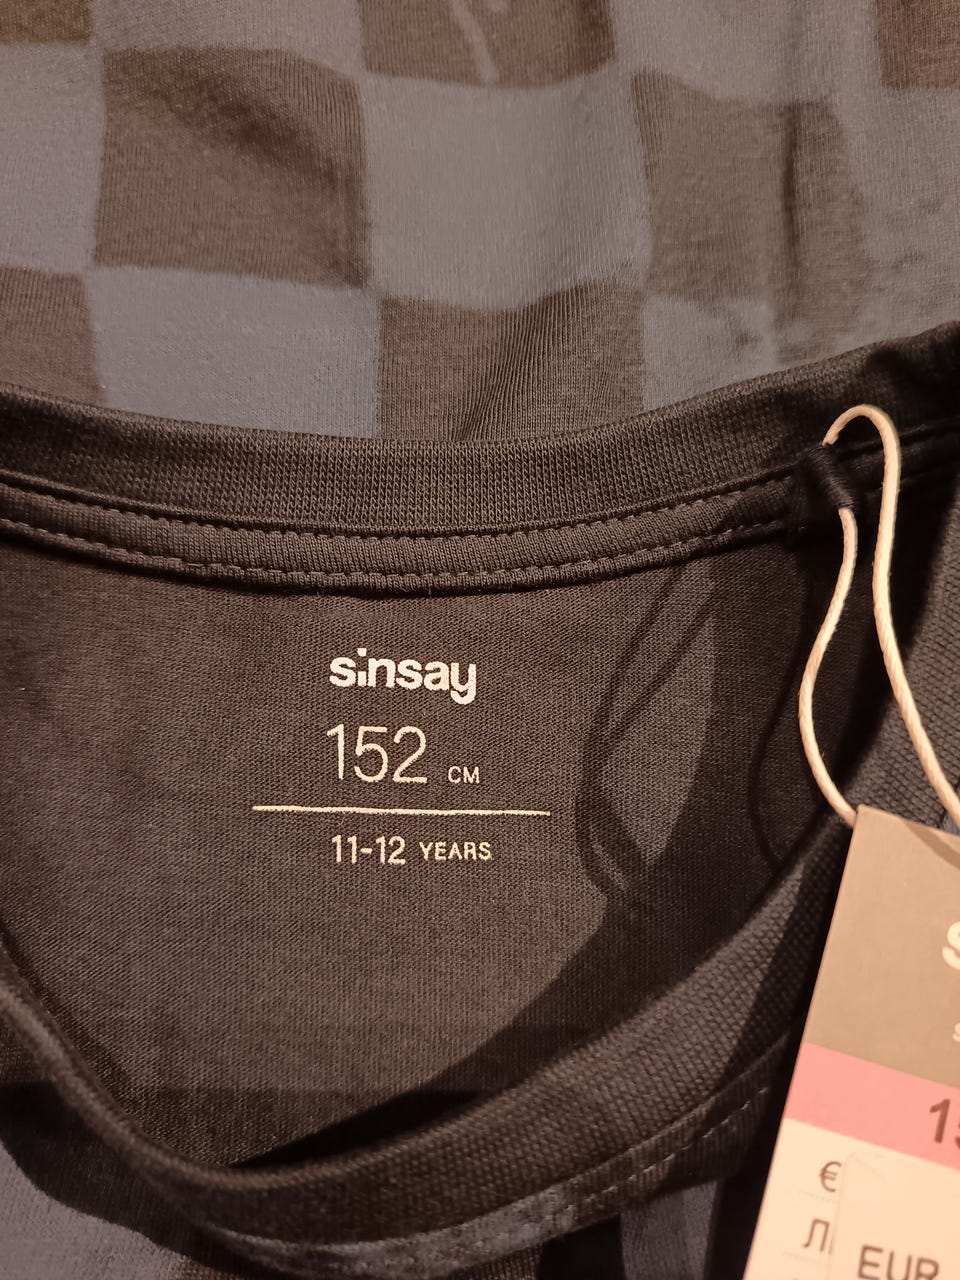 sinsay
152 CM
11-12 YEARS
€
EUR